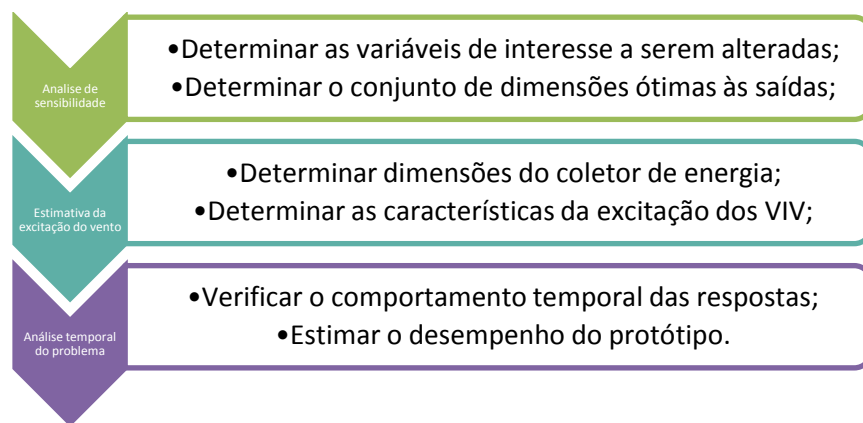 Analise de
sensibilidade
•Determinar as variáveis de interesse a serem alteradas;
•Determinar o conjunto de dimensões ótimas às saídas;
Estimativa da
excitação do vento
•Determinar dimensões do coletor de energia;
•Determinar as características da excitação dos VIV;
Análise temporal
do problema
•Verificar o comportamento temporal das respostas;
•Estimar o desempenho do protótipo.